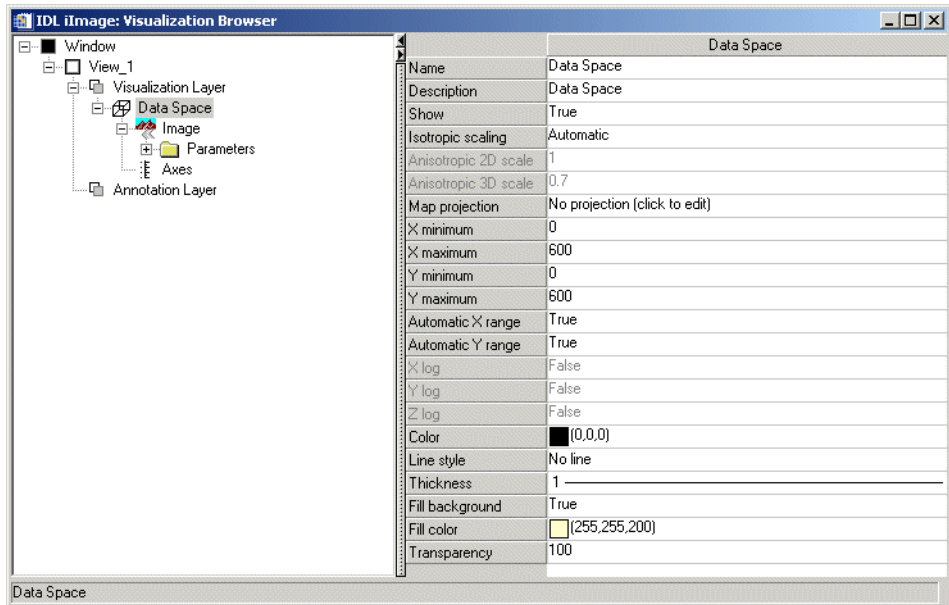 IDL iImage: Visualization Browser
Window
View_1
Visualization Layer
Data Space
Image
Parameters
Axes
Annotation Layer
Data Space
Name Data Space
Description Data Space
Show True
Isotropic scaling Automatic
Anisotropic 2D scale 1
Anisotropic 3D scale 0.7
Map projection No projection (click to edit)
X minimum 0
X maximum 600
Y minimum 0
Y maximum 600
Automatic X range True
Automatic Y range True
X log False
Y log False
Z log False
Color (0,0,0)
Line style No line
Thickness 1
Fill background True
Fill color (255,255,200)
Transparency 100
Data Space